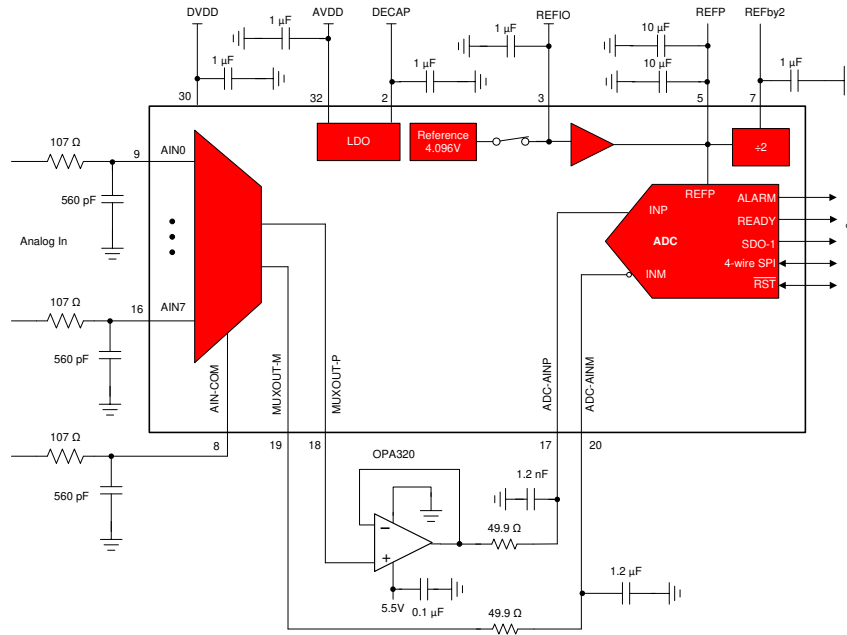 DVDD
AVDD
DECAP
REFIO
REFP
REFby2
1 µF
1 µF
1 µF
1 µF
10 µF
10 µF
1 µF
30
32
2
3
5
7
LDO
Reference
4.096V
÷2
107 Ω
9
AIN0
560 pF
Analog In
107 Ω
16
AIN7
560 pF
107 Ω
8
560 pF
AIN-COM
MUXOUT-M
MUXOUT-P
ADC-AINP
ADC-AINM
REFP
INP
ADC
INM
ALARM
READY
SDO-1
4-wire SPI
RST
19
18
17
20
OPA320
1.2 nF
49.9 Ω
−
+
5.5V
0.1 µF
49.9 Ω
1.2 µF